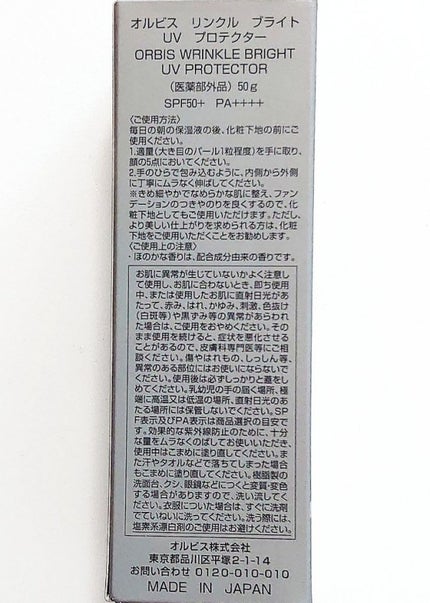 オルビス リンクル ブライト
UV プロテクター
ORBIS WRINKLE BRIGHT
UV PROTECTOR
(医薬部外品) 50g
SPF50+ PA++++
〈ご使用方法〉
毎日の朝の保湿液の後、化粧下地の前にご
使用ください。
1.適量(大き目のパール1粒程度)を手に取り、
顔の5点においてください。
2.手のひらで包み込むように、内側から外側
に丁寧にムラなく伸ばしてください。
※きめ細やかでなめらかな肌に整え、ファン
デーションのつきやのりを良くするので、化
粧下地としてもご使用いただけます。ただし、
より美しい仕上がりを求められる方は、化粧
下地をご使用いただくことをお勧めします。
〈ご使用上の注意〉
・ほのかな香りは、配合成分由来の香りです。
お肌に異常が生じていないかよく注意し
て使用し、お肌に合わないとき、即ち使用
中、または使用したお肌に直射日光があ
たって、赤み、はれ、かゆみ、刺激、色抜け
(白斑等)や黒ずみ等の異常があらわれ
た場合は、ご使用をおやめください。その
まま使用を続けると、症状を悪化させる
ことがあるので、皮膚科専門医等にご相
談ください。傷やはれもの、しっしん等、
異常のある部位にはお使いにならないで
ください。使用後は必ずしっかりと蓋をし
めてください。乳幼児の手の届く場所、極
端に高温又は低温の場所、直射日光のあ
たる場所には保管しないでください。SP
F表示及びPA表示は商品選択の目安で
す。効果的な紫外線防止のために、十分
な量をムラなくのばしてお使いいただき、
使用中はこまめに塗り直してください。ま
た汗やタオルなどで落ちてしまった場合
もこまめに塗り直してください。樹脂製の
洗面台、クシ、眼鏡などにつくと変質・変色
する場合がありますので、洗い流してく
ださい。衣服についた場合は、すぐに洗剤
でていねいに洗ってください。洗う際には、
塩素系漂白剤のご使用はお避けください。
オルビス株式会社
東京都品川区平塚2-1-14
お問い合わせ 0120-010-010
MADE IN JAPAN